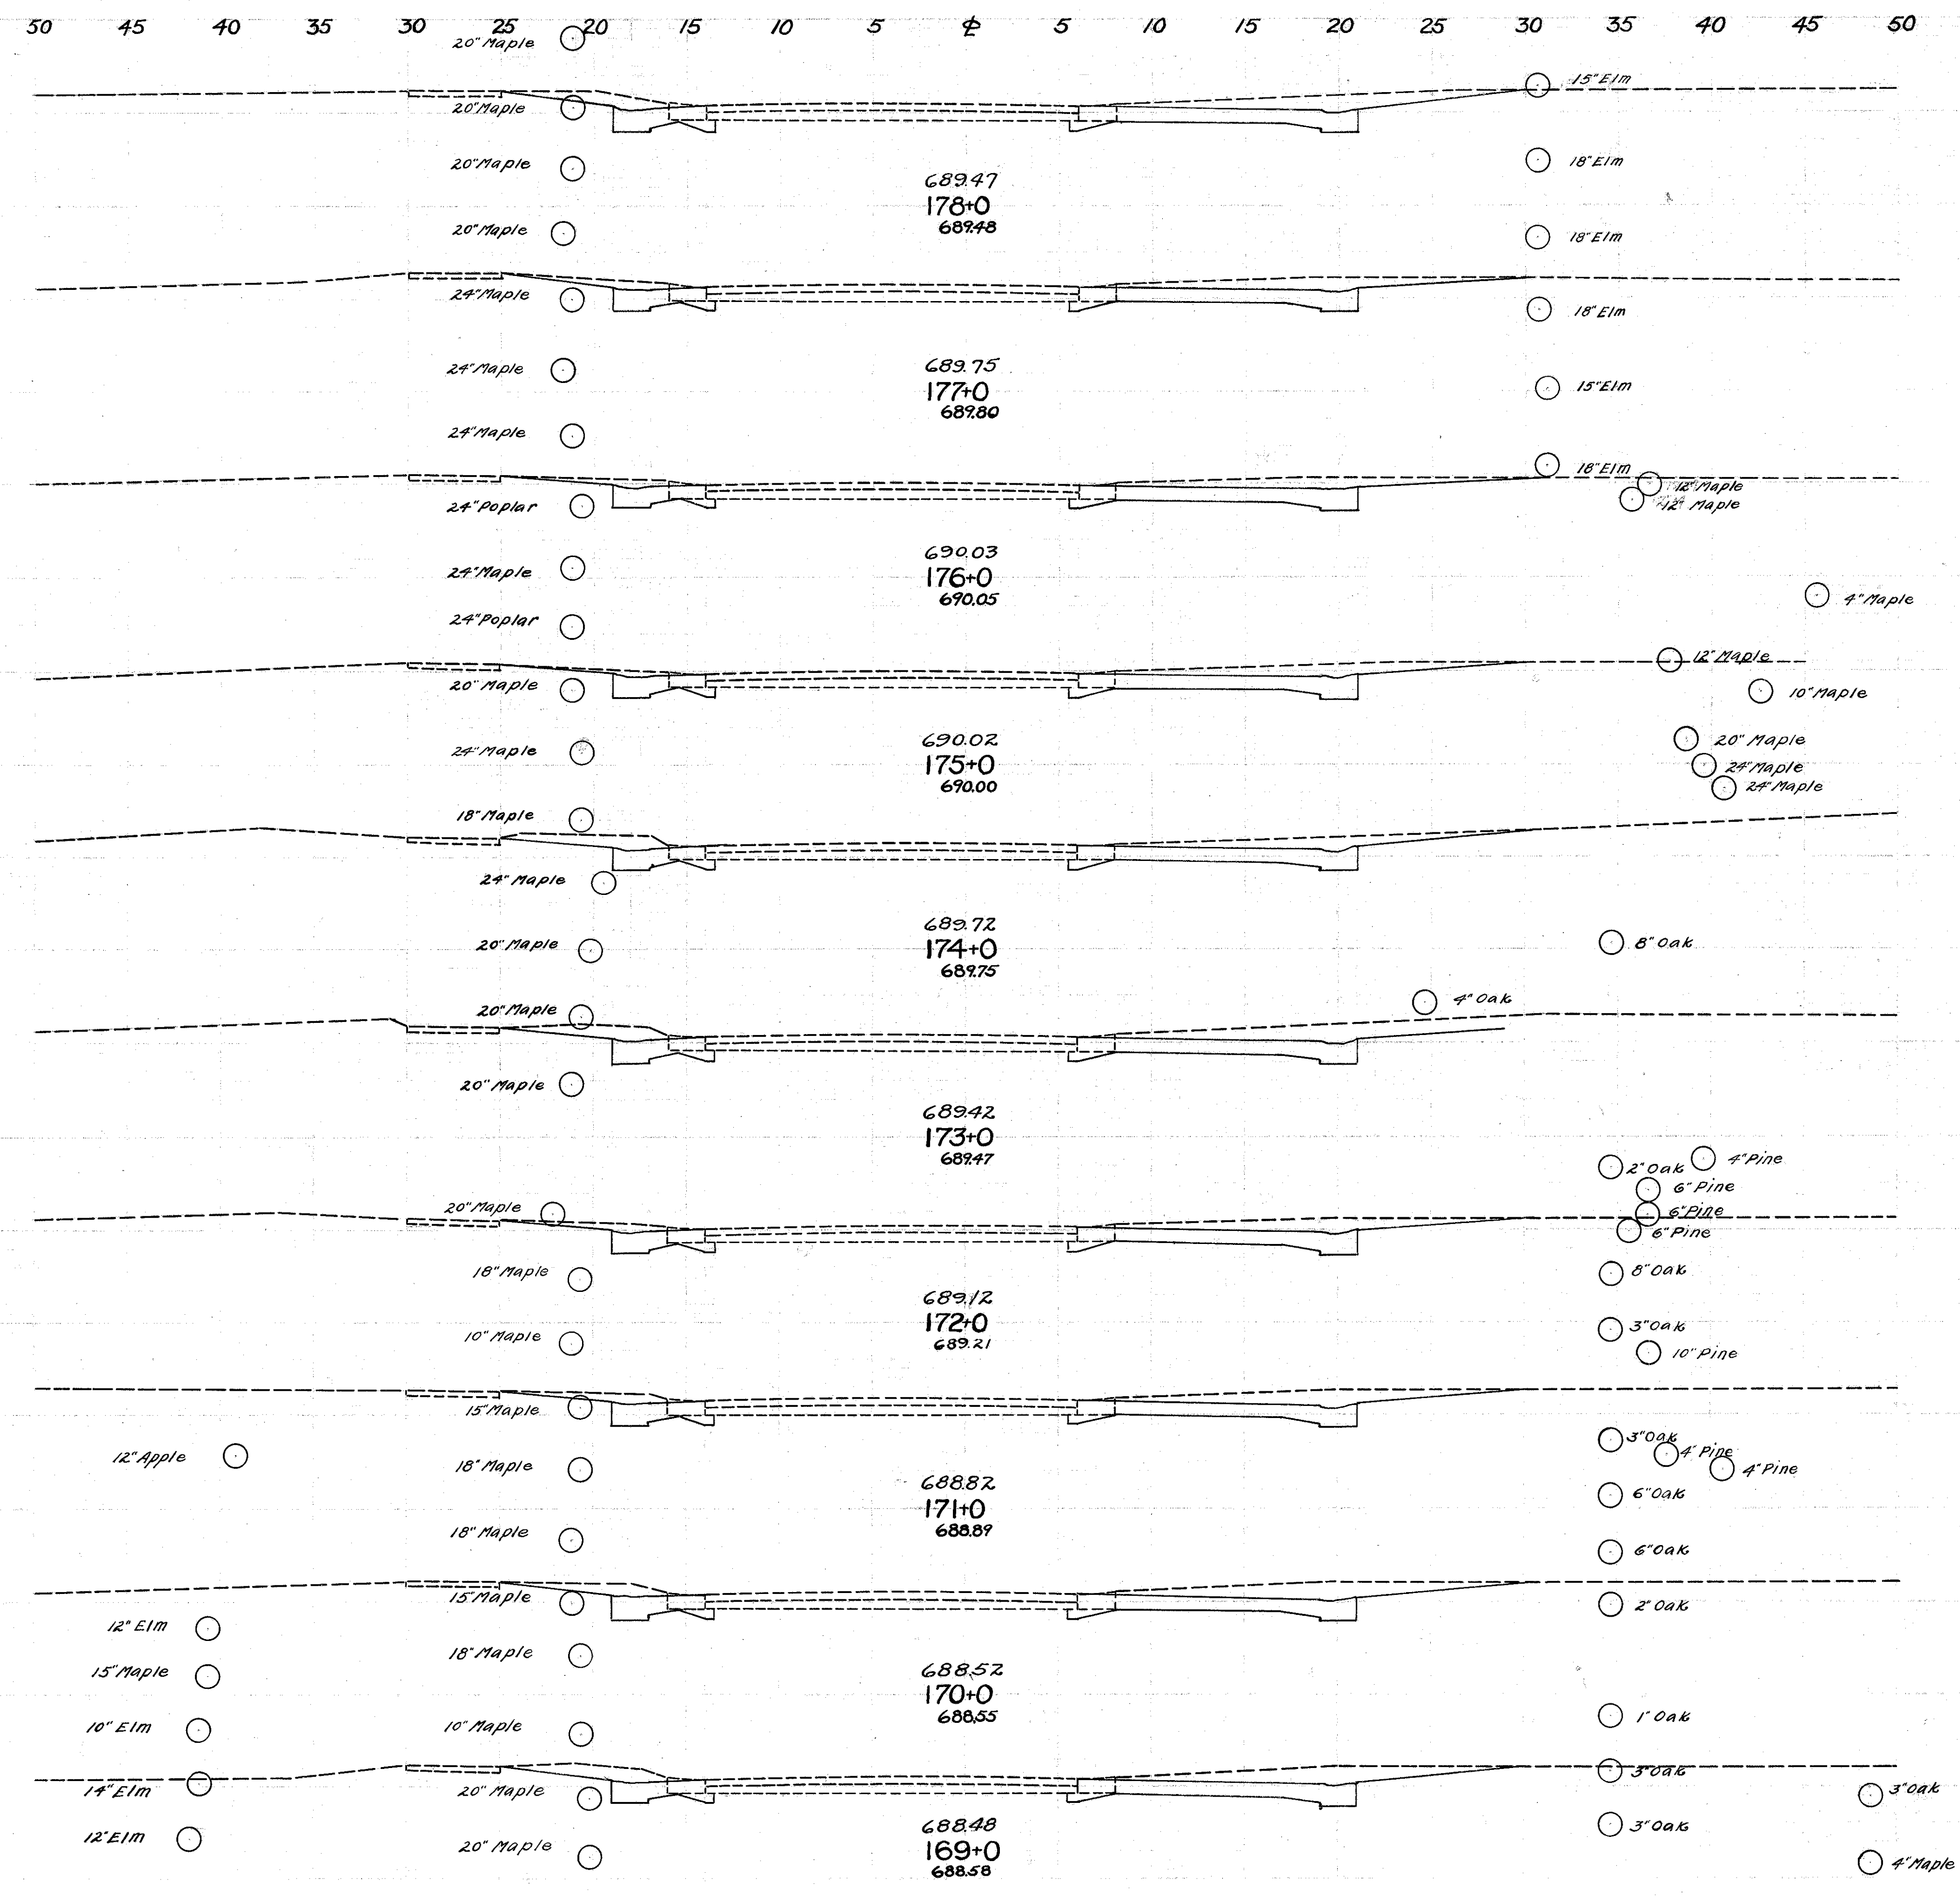 50 45 40 35 30 25 20 15 10 5 ℄ 5 10 15 20 25 30 35 40 45 50
20" Maple
15" Elm
20" Maple
20" Maple
18" Elm
689.47
178+0
689.48
20" Maple
18" Elm
24" Maple
18" Elm
689.75
177+0
689.80
24" Maple
15" Elm
24" Maple
18" Elm
12" Maple
24" Poplar
12" Maple
690.03
176+0
690.05
24" Maple
4" Maple
24" Poplar
12" Maple
20" Maple
10" Maple
690.02
175+0
690.00
24" Maple
20" Maple
24" Maple
24" Maple
18" Maple
24" Maple
689.72
174+0
689.75
20" Maple
8" Oak
4" Oak
20" Maple
20" Maple
689.42
173+0
689.47
4" Pine
2" Oak
6" Pine
20" Maple
6" Pine
6" Pine
18" Maple
8" Oak
689.12
172+0
689.21
3" Oak
10" Maple
10" Pine
15" Maple
3" Oak
4" Pine
12" Apple
18" Maple
4" Pine
688.82
171+0
688.89
6" Oak
18" Maple
6" Oak
15" Maple
2" Oak
12" Elm
18" Maple
15" Maple
688.52
170+0
688.55
1" Oak
10" Elm
10" Maple
3" Oak
14" Elm
20" Maple
3" Oak
688.48
169+0
688.58
3" Oak
12" Elm
20" Maple
4" Maple